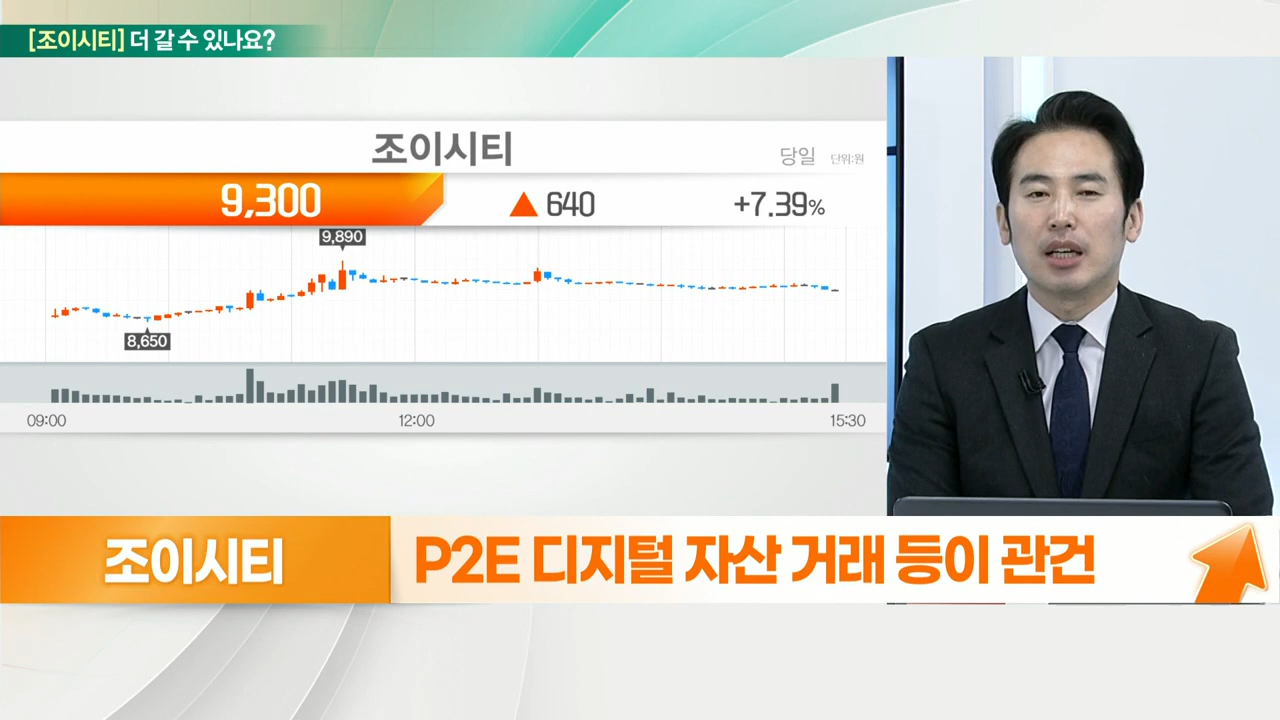 [조이시티] 더 갈 수 있나요?
조이시티
당일 단위:원
9,300 ▲ 640 +7.39%
9,890
8,650
09:00 12:00 15:30
조이시티 P2E 디지털 자산 거래 등이 관건